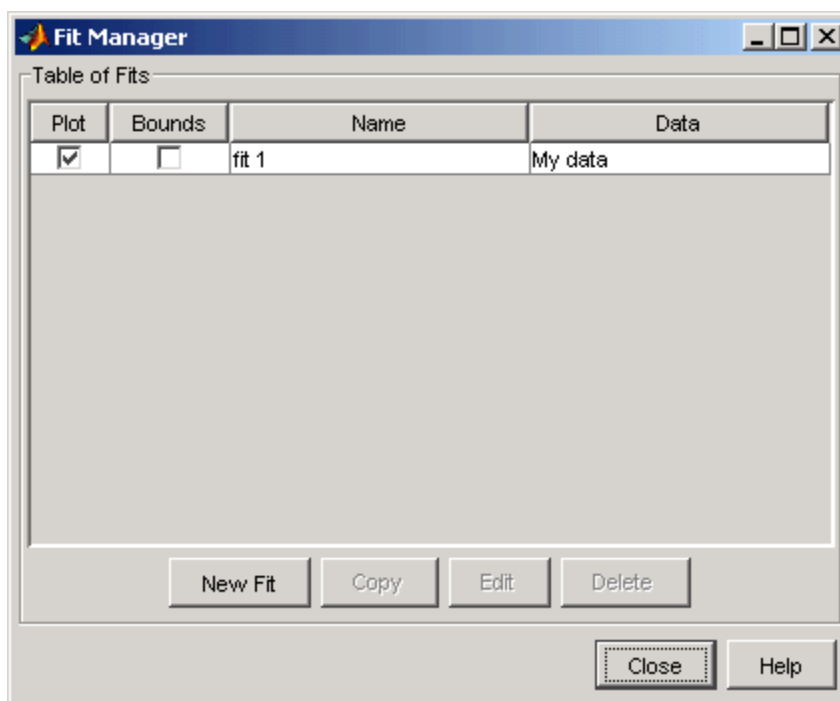 Fit Manager
Table of Fits
Plot Bounds Name Data
fit 1 My data
New Fit Copy Edit Delete
Close Help